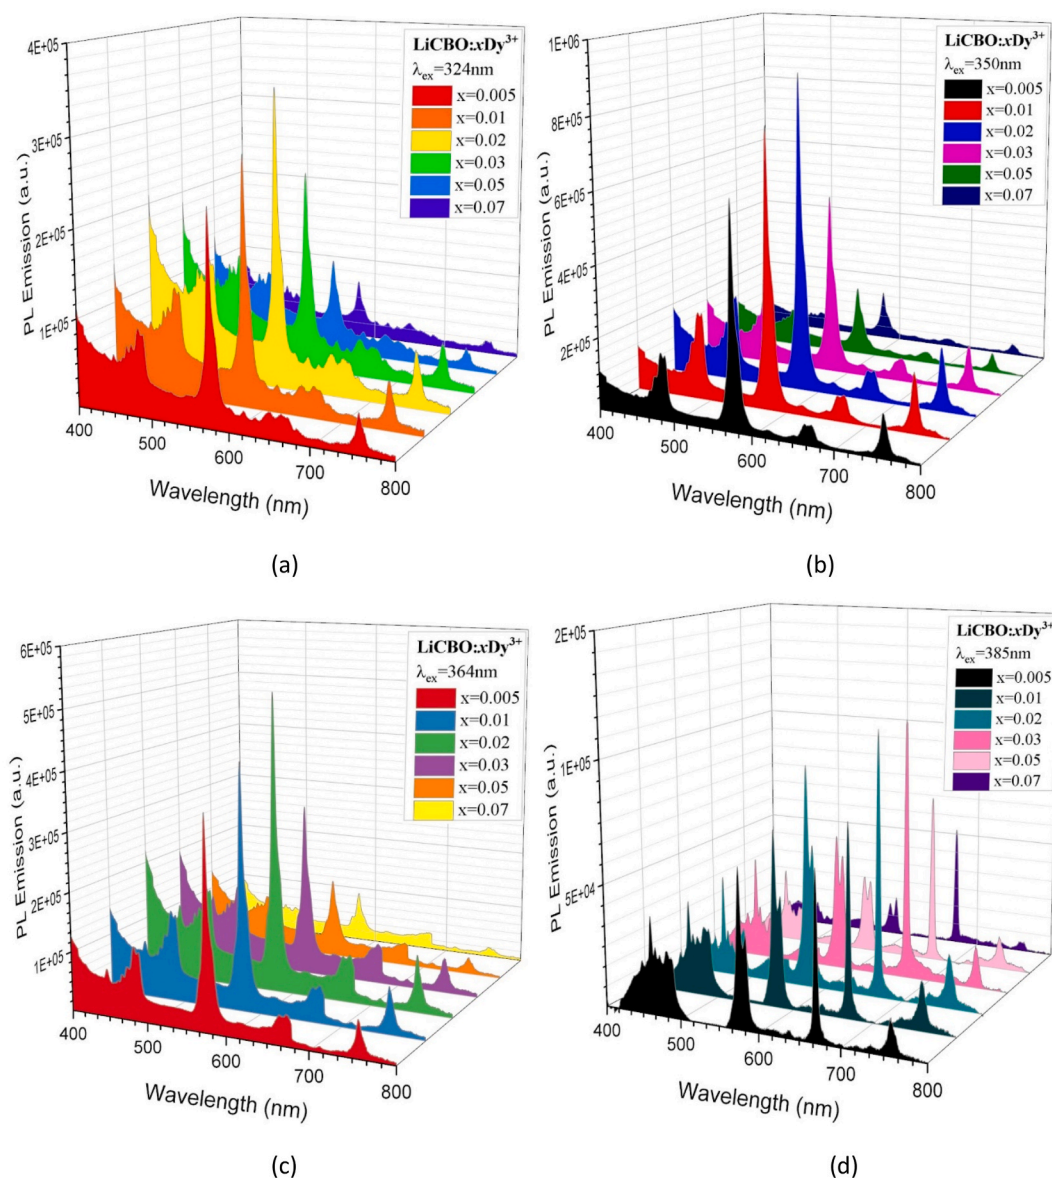 4E+05
3E+05
2E+05
1E+05
PL Emission (a.u.)
400
500
600
700
800
Wavelength (nm)
LiCBO:xDy³⁺
λex=324nm
x=0.005
x=0.01
x=0.02
x=0.03
x=0.05
x=0.07
(a)
1E+06
8E+05
6E+05
4E+05
2E+05
PL Emission (a.u.)
400
500
600
700
800
Wavelength (nm)
LiCBO:xDy³⁺
λex=350nm
x=0.005
x=0.01
x=0.02
x=0.03
x=0.05
x=0.07
(b)
6E+05
5E+05
4E+05
3E+05
2E+05
1E+05
PL Emission (a.u.)
400
500
600
700
800
Wavelength (nm)
LiCBO:xDy³⁺
λex=364nm
x=0.005
x=0.01
x=0.02
x=0.03
x=0.05
x=0.07
(c)
2E+05
1E+05
5E+04
PL Emission (a.u.)
400
500
600
700
800
Wavelength (nm)
LiCBO:xDy³⁺
λex=385nm
x=0.005
x=0.01
x=0.02
x=0.03
x=0.05
x=0.07
(d)